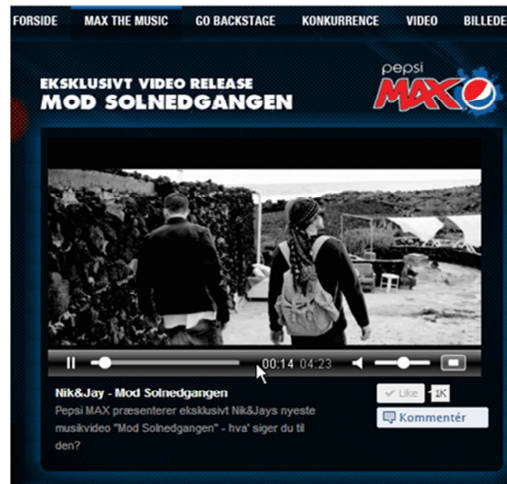 FORSIDE MAX THE MUSIC GO BACKSTAGE KONKURRENCE VIDEO BILLEDE
EKSKLUSIVT VIDEO RELEASE
MOD SOLNEDGANGEN
pepsi
MAX
00:14 04:23
Nik&Jay - Mod Solnedgangen
Pepsi MAX præsenterer eksklusivt Nik&Jays nyeste
musikvideo "Mod Solnedgangen" - hva' siger du til
den?
Like 1K
Kommentér